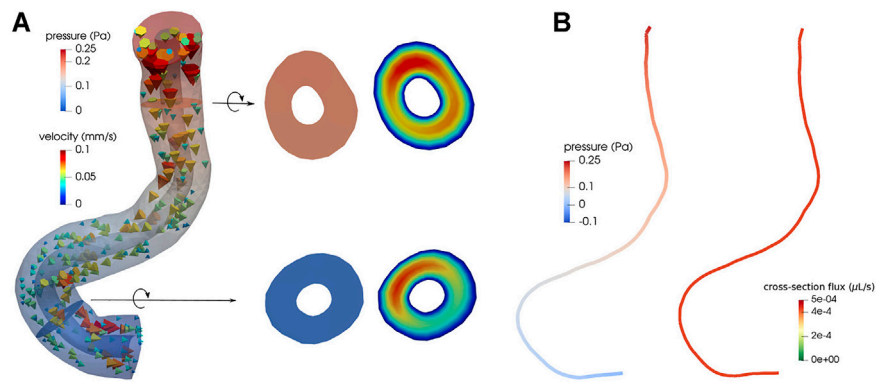 A
pressure (Pa)
0.25
0.2
0.1
0
velocity (mm/s)
0.1
0.05
0
B
pressure (Pa)
0.25
0.1
0
-0.1
cross-section flux (µL/s)
5e-04
4e-4
2e-4
0e+00